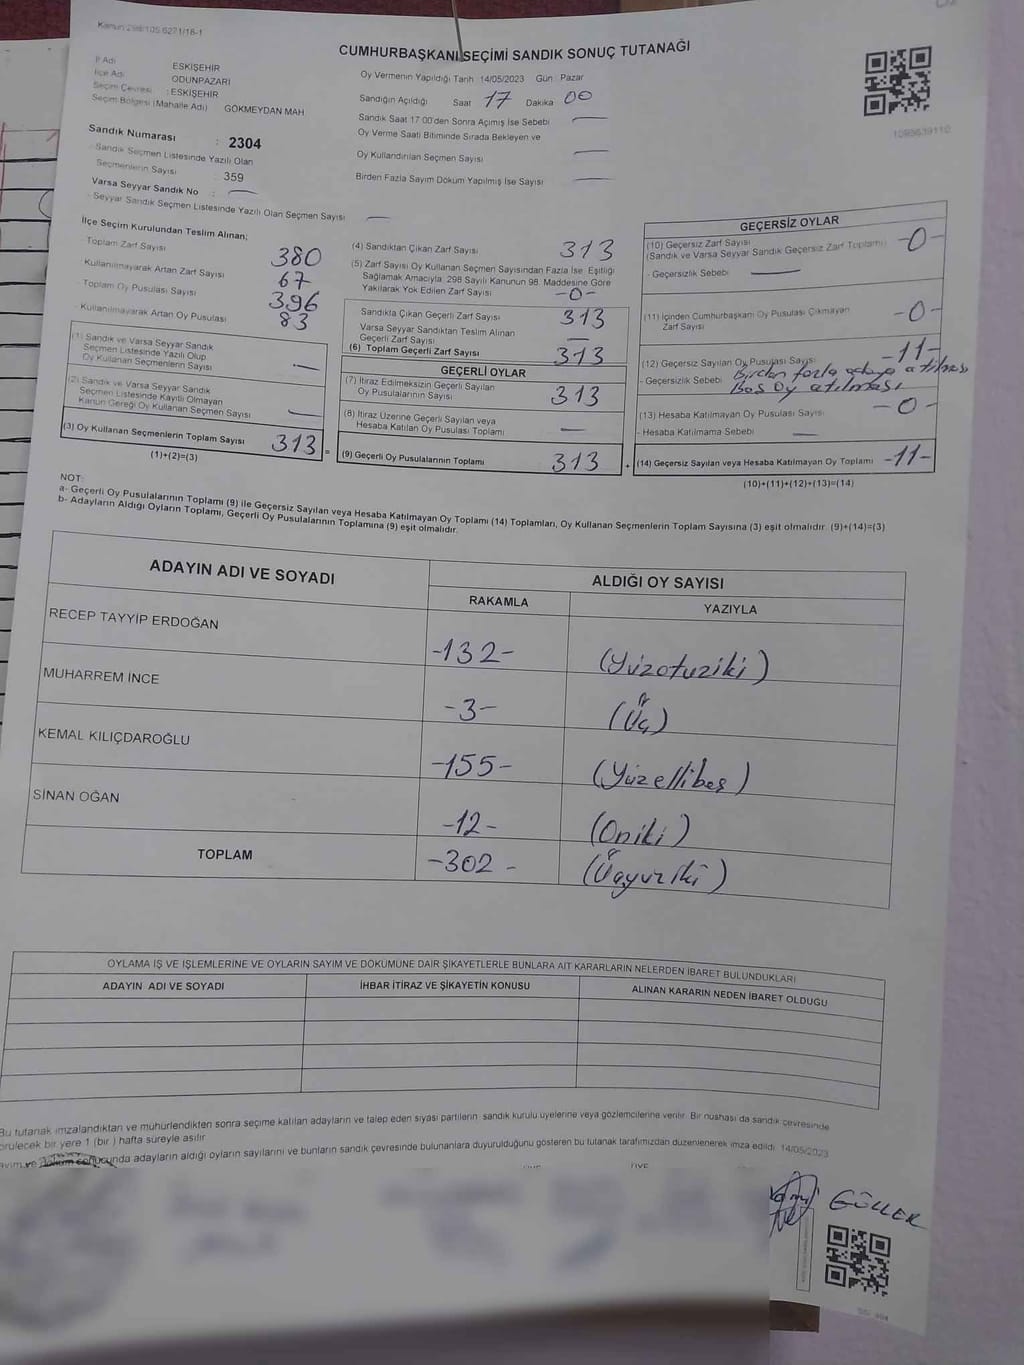 Kanun 298/105 6271/18-1
CUMHURBAŞKANI SEÇİMİ SANDIK SONUÇ TUTANAĞI
İl Adı ESKİŞEHİR
İlçe Adı ODUNPAZARI
Seçim Çevresi : ESKİŞEHİR
Seçim Bölgesi (Mahalle Adı) GÖKMEYDAN MAH
Sandık Numarası : 2304
- Sandık Seçmen Listesinde Yazılı Olan
Seçmenlerin Sayısı 359
Varsa Seyyar Sandık No :
- Seyyar Sandık Seçmen Listesinde Yazılı Olan Seçmen Sayısı
Oy Vermenin Yapıldığı Tarih 14/05/2023 Gün : Pazar
Sandığın Açıldığı Saat 17 Dakika 00
Sandık Saat 17.00'den Sonra Açımış İse Sebebi
Oy Verme Saati Bitiminde Sırada Bekleyen ve
Oy Kullandırılan Seçmen Sayısı
Birden Fazla Sayım Döküm Yapılmış İse Sayısı
1095639110
İlçe Seçim Kurulundan Teslim Alınan;
- Toplam Zarf Sayısı 380
- Kullanılmayarak Artan Zarf Sayısı 67
- Toplam Oy Pusulası Sayısı 396
- Kullanılmayarak Artan Oy Pusulası 83
(1) Sandık ve Varsa Seyyar Sandık
Seçmen Listesinde Yazılı Olup
Oy Kullanan Seçmenlerin Sayısı
(2) Sandık ve Varsa Seyyar Sandık
Seçmen Listesinde Kayıtlı Olmayan
Kanun Gereği Oy Kullanan Seçmen Sayısı
(3) Oy Kullanan Seçmenlerin Toplam Sayısı 313
(1)+(2)=(3)
(4) Sandıktan Çıkan Zarf Sayısı 313
(5) Zarf Sayısı Oy Kullanan Seçmen Sayısından Fazla İse, Eşitliği
Sağlamak Amacıyla, 298 Sayılı Kanunun 98. Maddesine Göre
Yakılarak Yok Edilen Zarf Sayısı -0-
Sandıkta Çıkan Geçerli Zarf Sayısı 313
Varsa Seyyar Sandıktan Teslim Alınan
Geçerli Zarf Sayısı
(6) Toplam Geçerli Zarf Sayısı 313
GEÇERLİ OYLAR
(7) İtiraz Edilmeksizin Geçerli Sayılan
Oy Pusulalarının Sayısı 313
(8) İtiraz Üzerine Geçerli Sayılan veya
Hesaba Katılan Oy Pusulası Toplamı
(9) Geçerli Oy Pusulalarının Toplamı 313
GEÇERSİZ OYLAR
(10) Geçersiz Zarf Sayısı -0-
(Sandık ve Varsa Seyyar Sandık Geçersiz Zarf Toplamı)
- Geçersizlik Sebebi
(11) İçinden Cumhurbaşkanı Oy Pusulası Çıkmayan
Zarf Sayısı -0-
(12) Geçersiz Sayılan Oy Pusulası Sayısı -11-
- Geçersizlik Sebebi Birden fazla adaya atılması
Boş oy atılması
(13) Hesaba Katılmayan Oy Pusulası Sayısı -0-
- Hesaba Katılmama Sebebi
(14) Geçersiz Sayılan veya Hesaba Katılmayan Oy Toplamı -11-
(10)+(11)+(12)+(13)=(14)
NOT:
a- Geçerli Oy Pusulalarının Toplamı (9) ile Geçersiz Sayılan veya Hesaba Katılmayan Oy Toplamı (14) Toplamları, Oy Kullanan Seçmenlerin Toplam Sayısına (3) eşit olmalıdır. (9)+(14)=(3)
b- Adayların Aldığı Oyların Toplamı, Geçerli Oy Pusulalarının Toplamına (9) eşit olmalıdır.
ADAYIN ADI VE SOYADI
ALDIĞI OY SAYISI
RAKAMLA YAZIYLA
RECEP TAYYİP ERDOĞAN -132- (Yüzotuziki)
MUHARREM İNCE -3- (Üç)
KEMAL KILIÇDAROĞLU -155- (Yüzellibeş)
SİNAN OĞAN -12- (Oniki)
TOPLAM -302- (Üçyüziki)
OYLAMA İŞ VE İŞLEMLERİNE VE OYLARIN SAYIM VE DÖKÜMÜNE DAİR ŞİKAYETLERLE BUNLARA AİT KARARLARIN NELERDEN İBARET BULUNDUKLARI
ADAYIN ADI VE SOYADI İHBAR İTİRAZ VE ŞİKAYETİN KONUSU ALINAN KARARIN NEDEN İBARET OLDUĞU
Bu tutanak imzalandıktan ve mühürlendikten sonra seçime katılan adayların ve talep eden siyasi partilerin sandık kurulu üyelerine veya gözlemcilerine verilir. Bir nüshası da sandık çevresinde
görülecek bir yere 1 (bir ) hafta süreyle asılır.
ve döküm sonucunda adayların aldığı oyların sayılarını ve bunların sandık çevresinde bulunanlara duyurulduğunu gösteren bu tutanak tarafımızdan düzenlenerek imza edildi. 14/05/2023
GÜLLER